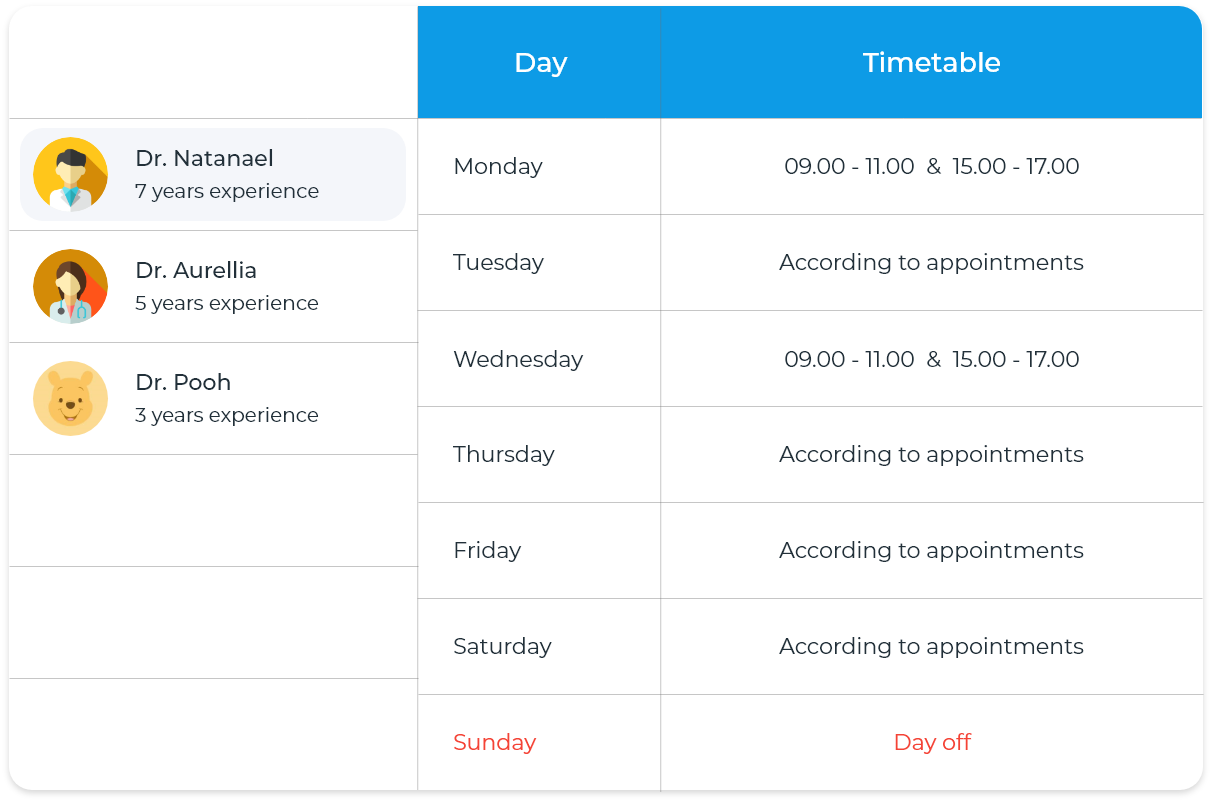 Day
Timetable
Dr. Natanael
7 years experience
Dr. Aurellia
5 years experience
Dr. Pooh
3 years experience
Monday
09.00 - 11.00 & 15.00 - 17.00
Tuesday
According to appointments
Wednesday
09.00 - 11.00 & 15.00 - 17.00
Thursday
According to appointments
Friday
According to appointments
Saturday
According to appointments
Sunday
Day off